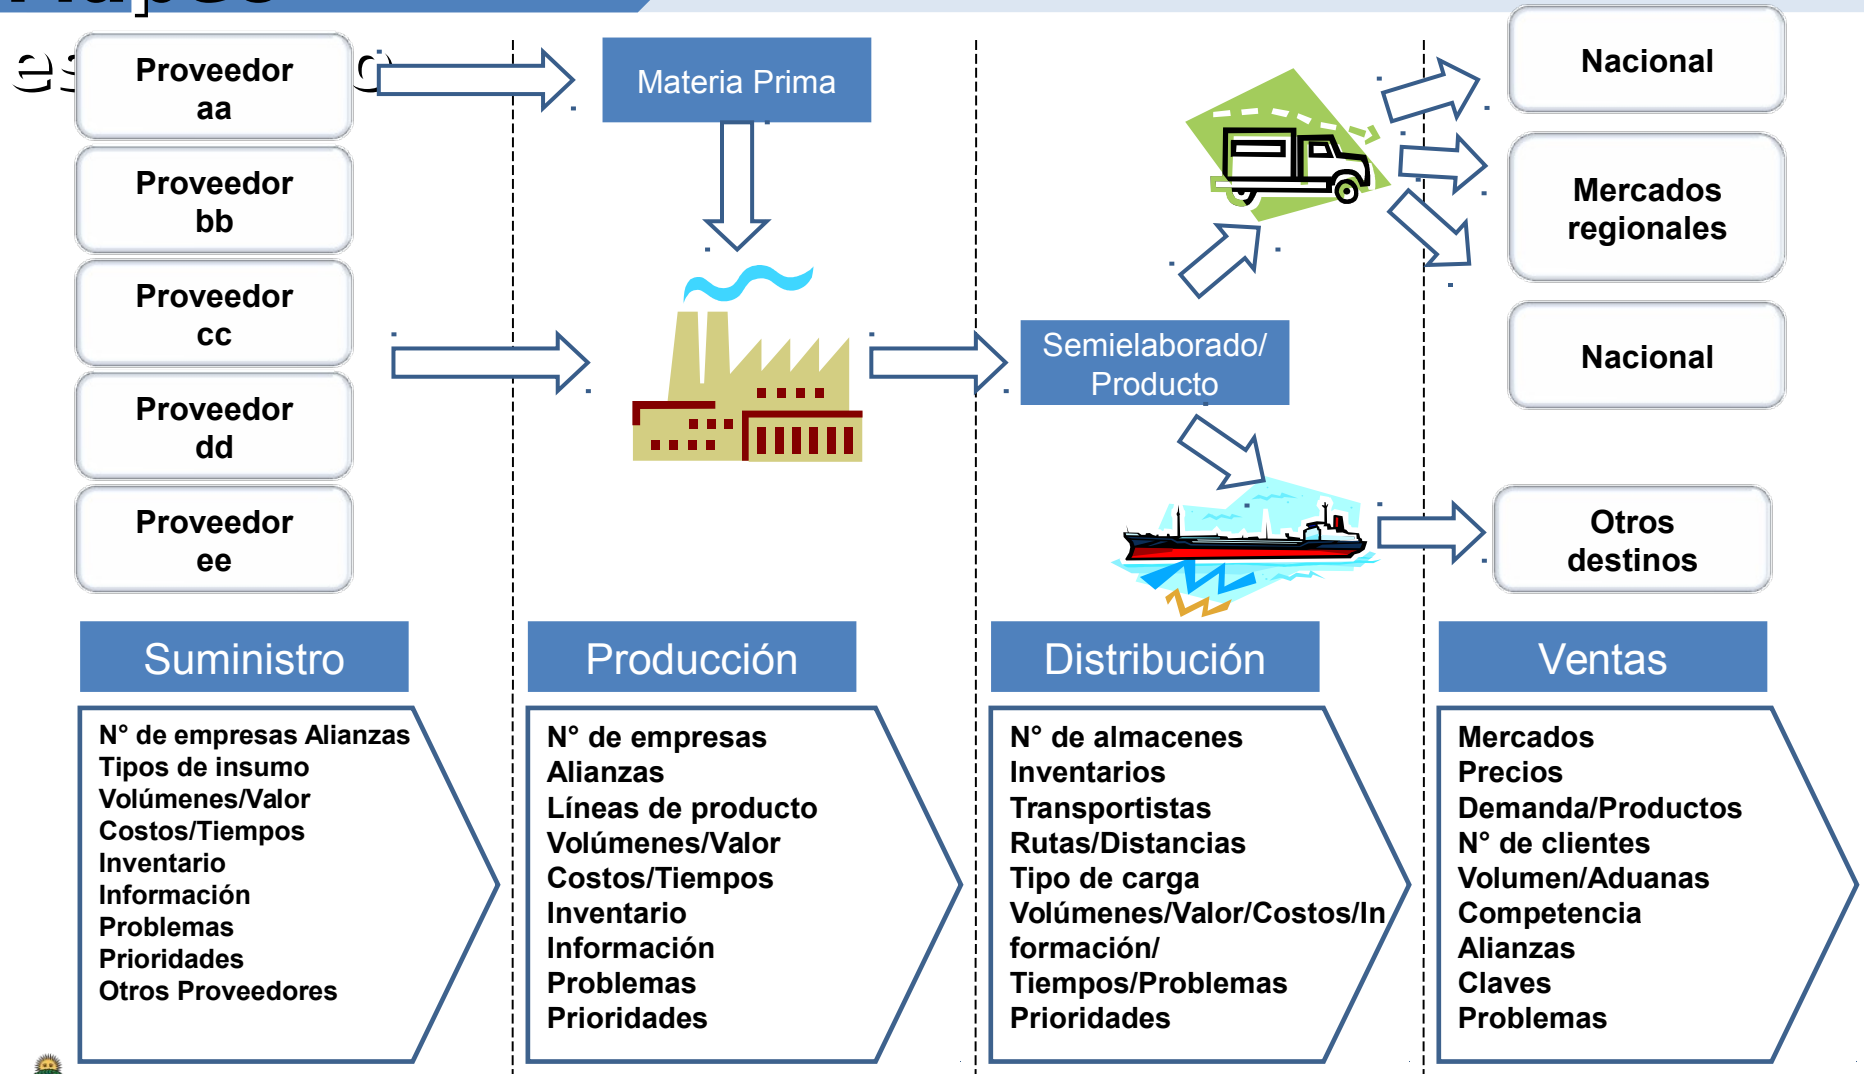 Proveedor
aa
Proveedor
bb
Proveedor
cc
Proveedor
dd
Proveedor
ee
Materia Prima
Semielaborado/
Producto
Nacional
Mercados
regionales
Nacional
Otros
destinos
Suministro
N° de empresas Alianzas
Tipos de insumo
Volúmenes/Valor
Costos/Tiempos
Inventario
Información
Problemas
Prioridades
Otros Proveedores
Producción
N° de empresas
Alianzas
Líneas de producto
Volúmenes/Valor
Costos/Tiempos
Inventario
Información
Problemas
Prioridades
Distribución
N° de almacenes
Inventarios
Transportistas
Rutas/Distancias
Tipo de carga
Volúmenes/Valor/Costos/In
formación/
Tiempos/Problemas
Prioridades
Ventas
Mercados
Precios
Demanda/Productos
N° de clientes
Volumen/Aduanas
Competencia
Alianzas
Claves
Problemas